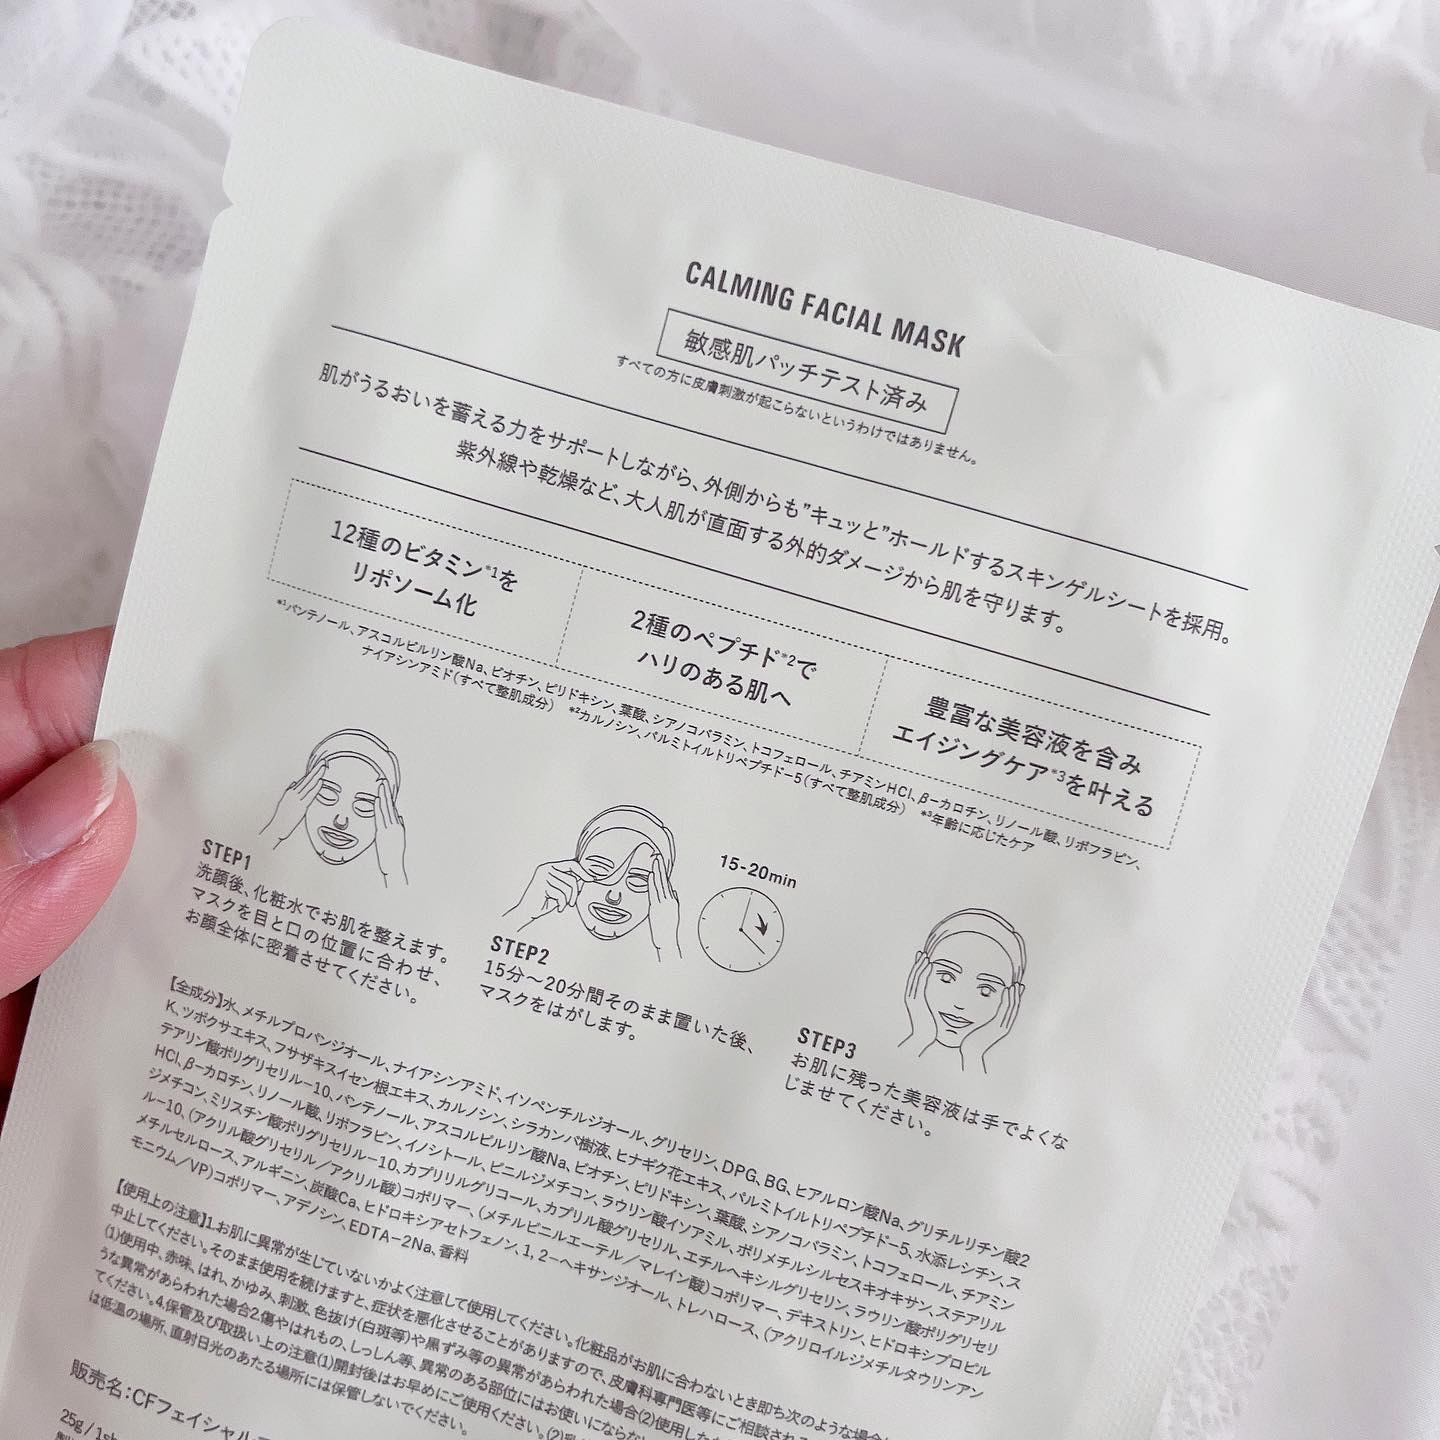 CALMING FACIAL MASK
敏感肌パッチテスト済み
すべての方に皮膚刺激が起こらないというわけではありません。
肌がうるおいを蓄える力をサポートしながら、外側からも”キュッと”ホールドするスキンゲルシートを採用。
紫外線や乾燥など、大人肌が直面する外的ダメージから肌を守ります。
12種のビタミン*1を
リポソーム化
2種のペプチド*2で
ハリのある肌へ
豊富な美容液を含み
エイジングケア*3を叶える
*1パンテノール、アスコルビルリン酸Na、ビオチン、ピリドキシン、葉酸、シアノコバラミン、トコフェロール、チアミンHCl、β−カロチン、リノール酸、リボフラビン、
ナイアシンアミド（すべて整肌成分） *2カルノシン、パルミトイルトリペプチド−5（すべて整肌成分） *3年齢に応じたケア
STEP1
洗顔後、化粧水でお肌を整えます。
マスクを目と口の位置に合わせ、
お顔全体に密着させてください。
15-20min
STEP2
15分〜20分間そのまま置いた後、
マスクをはがします。
STEP3
お肌に残った美容液は手でよくな
じませてください。
【全成分】水、メチルプロパンジオール、ナイアシンアミド、イソペンチルジオール、グリセリン、DPG、BG、ヒアルロン酸Na、グリチルリチン酸2
K、ツボクサエキス、フサザキスイセン根エキス、カルノシン、シラカンバ樹液、ヒナギク花エキス、パルミトイルトリペプチド−5、水添レシチン、ス
テアリン酸ポリグリセリル−10、パンテノール、アスコルビルリン酸Na、ビオチン、ピリドキシン、葉酸、シアノコバラミン、トコフェロール、チアミン
HCl、β−カロチン、リノール酸、リボフラビン、イノシトール、ビニルジメチコン、ラウリン酸イソアミル、ポリメチルシルセスキオキサン、ステアリル
ジメチコン、ミリスチン酸ポリグリセリル−10、カプリリルグリコール、カプリル酸グリセリル、エチルヘキシルグリセリン、ラウリン酸ポリグリセリ
ル−10、（アクリル酸グリセリル／アクリル酸）コポリマー、（メチルビニルエーテル／マレイン酸）コポリマー、デキストリン、ヒドロキシプロピル
メチルセルロース、アルギニン、炭酸Ca、ヒドロキシアセトフェノン、1，2−ヘキサンジオール、トレハロース、（アクリロイルジメチルタウリンアン
モニウム／VP）コポリマー、アデノシン、EDTA−2Na、香料
【使用上の注意】1.お肌に異常が生じていないかよく注意して使用してください。化粧品がお肌に合わないとき即ち次のような場合
中止してください。そのまま使用を続けますと、症状を悪化させることがありますので、皮膚科専門医等にご相談され
(1)使用中、赤味、はれ、かゆみ、刺激、色抜け(白斑等)や黒ずみ等の異常があらわれた場合(2)使用した
うな異常があらわれた場合2.傷やはれもの、しっしん等、異常のある部位にはお使いにならない
てください。4.保管及び取扱い上の注意(1)開封後はお早めにご使用ください。(2)
は低温の場所、直射日光のあたる場所には保管しないでください。
販売名：CFフェイシャル
25g / 1sh